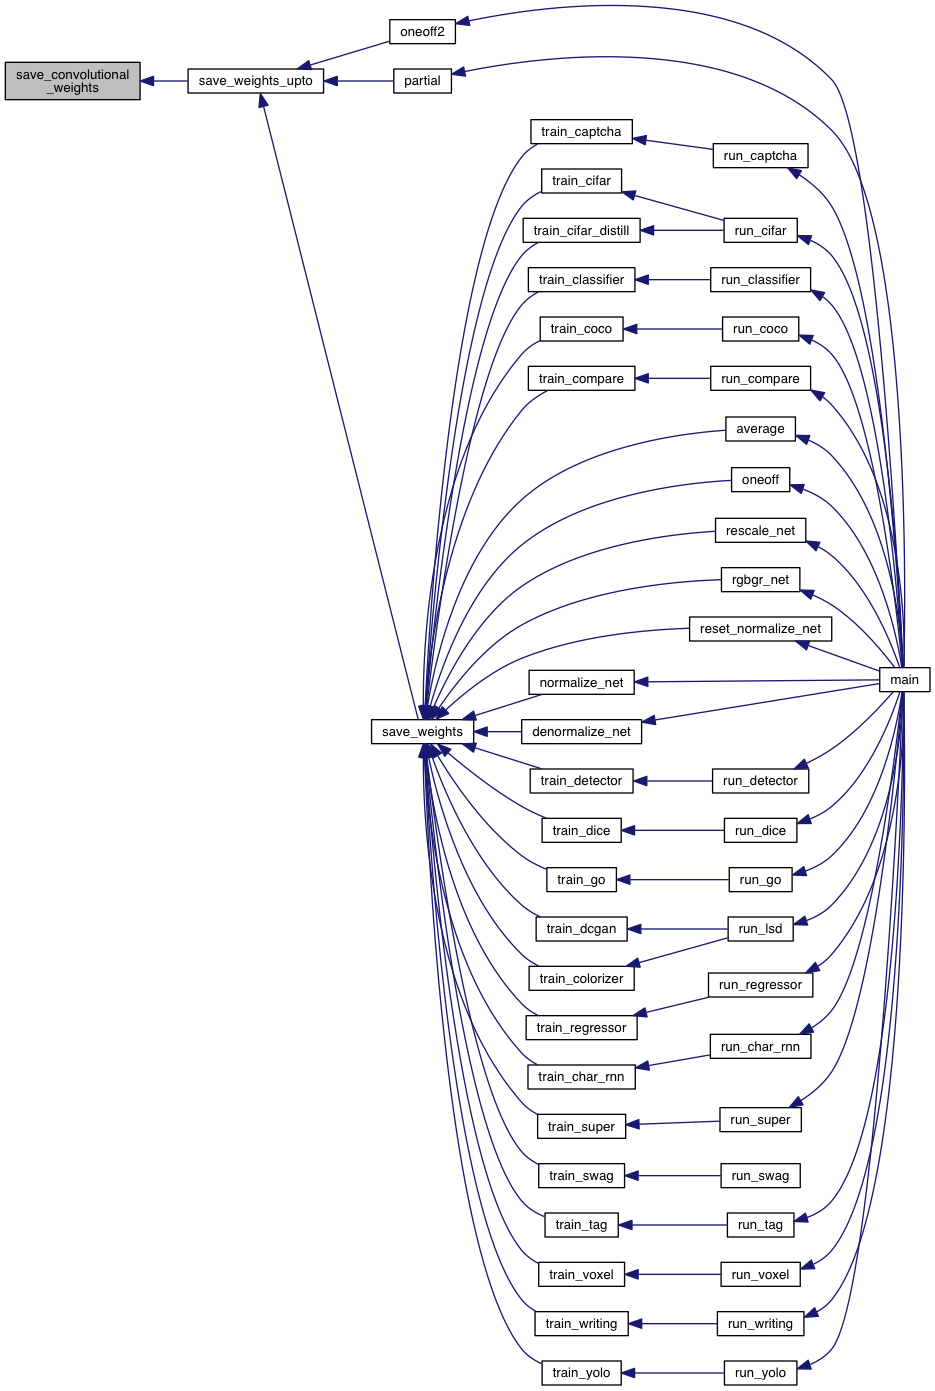 oneoff2
save_convolutional
_weights
save_weights_upto
partial
train_captcha
run_captcha
train_cifar
train_cifar_distill
run_cifar
train_classifier
run_classifier
train_coco
run_coco
train_compare
run_compare
average
oneoff
rescale_net
rgbgr_net
reset_normalize_net
normalize_net
main
save_weights
denormalize_net
train_detector
run_detector
train_dice
run_dice
train_go
run_go
train_dcgan
run_lsd
train_colorizer
run_regressor
train_regressor
run_char_rnn
train_char_rnn
run_super
train_super
train_swag
run_swag
train_tag
run_tag
train_voxel
run_voxel
train_writing
run_writing
train_yolo
run_yolo